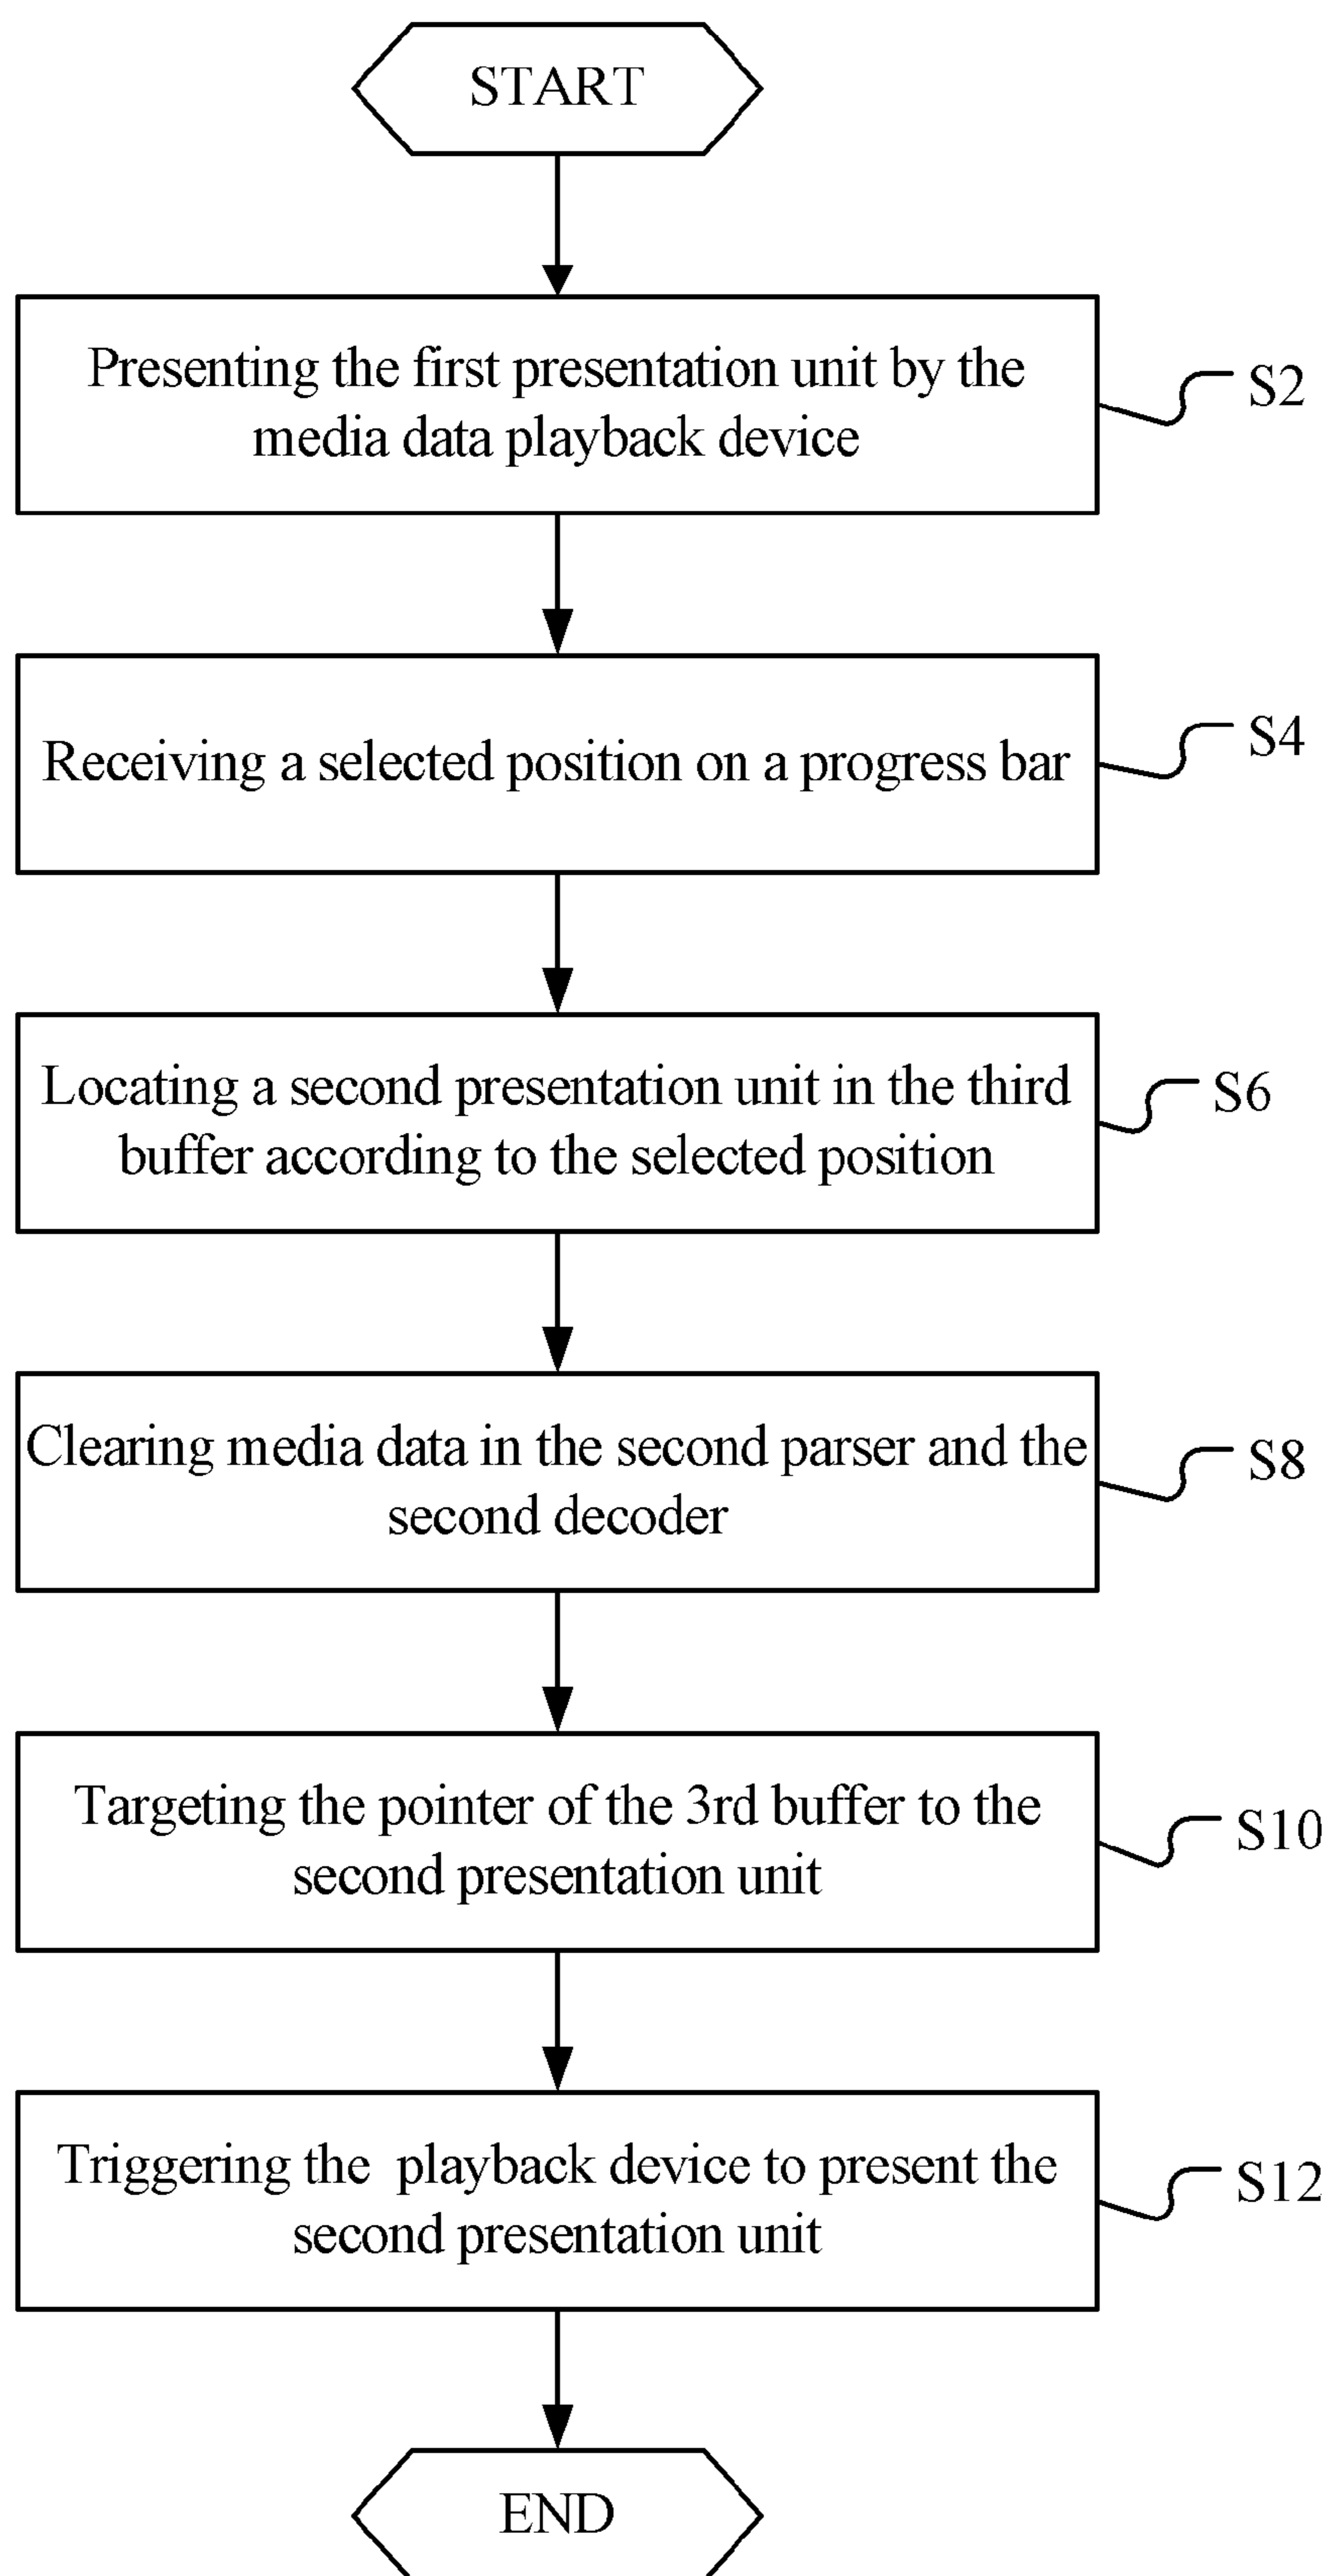 START
Presenting the first presentation unit by the
media data playback device
S2
Receiving a selected position on a progress bar
S4
Locating a second presentation unit in the third
buffer according to the selected position
S6
Clearing media data in the second parser and the
second decoder
S8
Targeting the pointer of the 3rd buffer to the
second presentation unit
S10
Triggering the playback device to present the
second presentation unit
S12
END